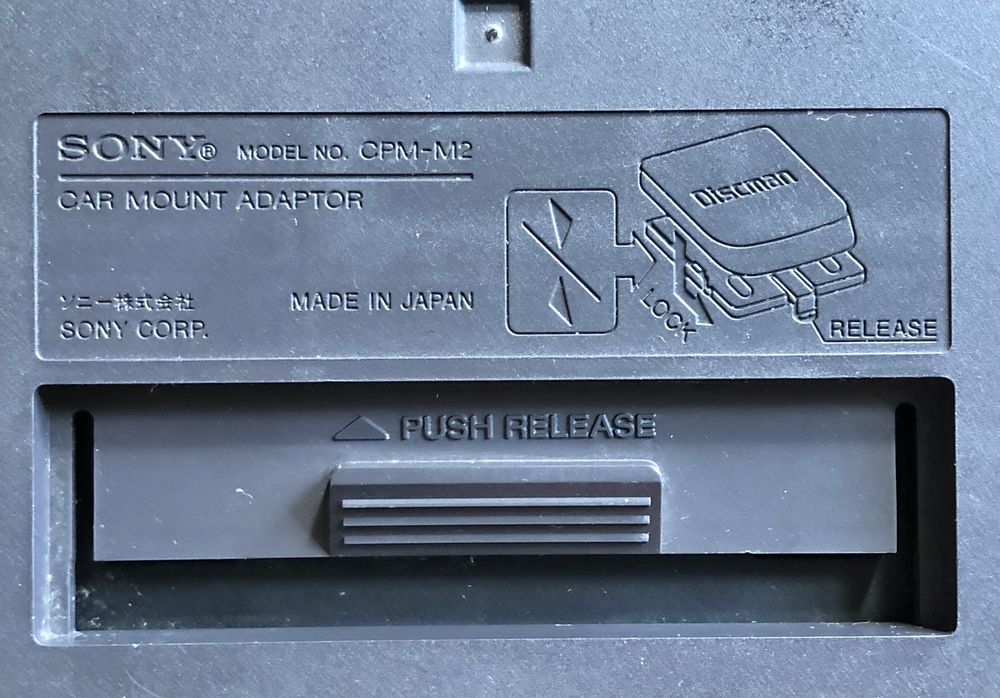 SONY® MODEL NO. CPM-M2
CAR MOUNT ADAPTOR
ソニー株式会社
SONY CORP.
MADE IN JAPAN
Discman
LOCK
RELEASE
PUSH RELEASE